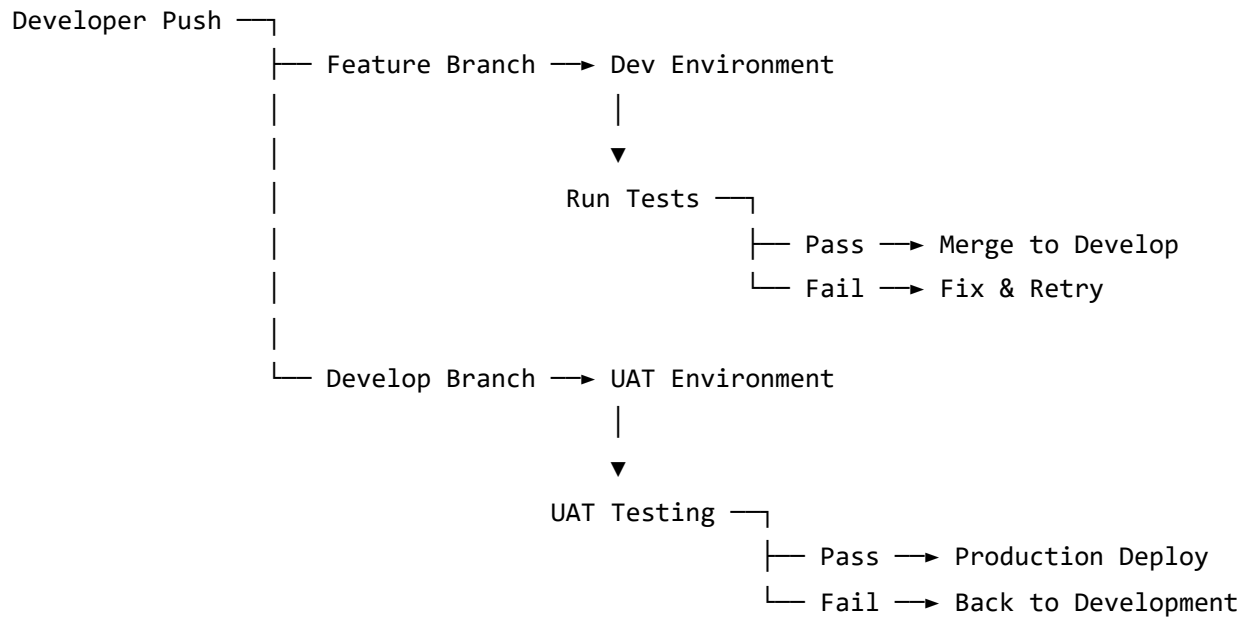 Developer Push
Feature Branch Dev Environment
Run Tests
Pass Merge to Develop
Fail Fix & Retry
Develop Branch UAT Environment
UAT Testing
Pass Production Deploy
Fail Back to Development